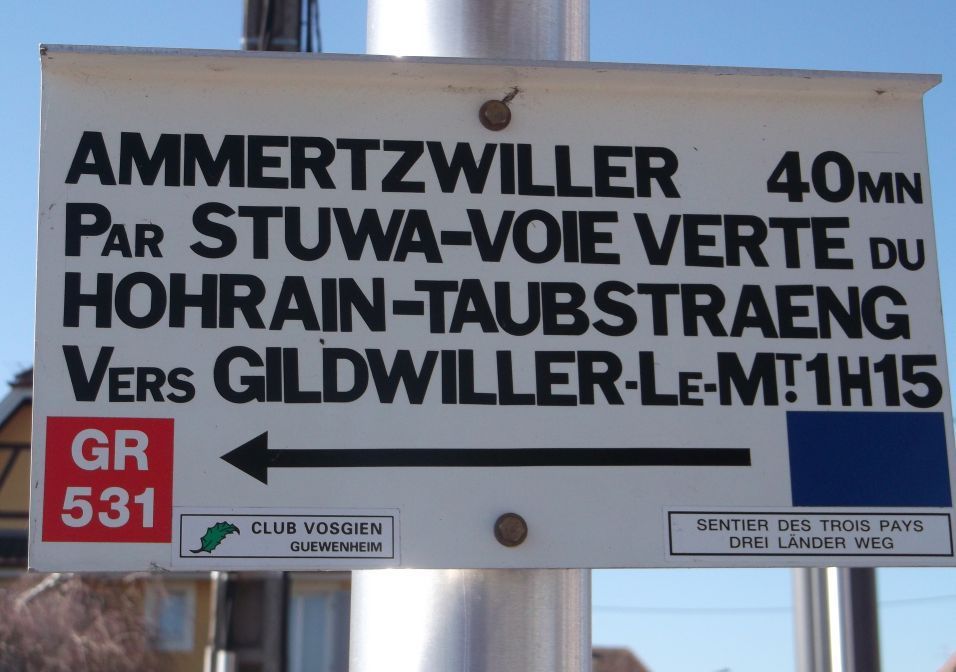 AMMERTZWILLER 40MN
PAR STUWA-VOIE VERTE DU
HOHRAIN-TAUBSTRAENG
VERS GILDWILLER-LE-MT. 1H15
GR
531
CLUB VOSGIEN
GUEWENHEIM
SENTIER DES TROIS PAYS
DREI LÄNDER WEG